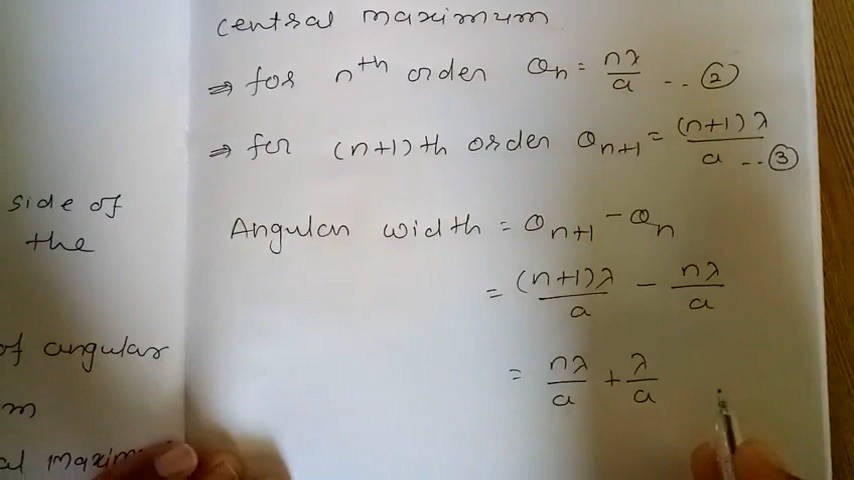 side of
the
of angular
m
al maxim
central maximum
⇒ for nth order θn = nλ/a -- ②
⇒ for (n+1)th order θn+1 = (n+1)λ/a -- ③
Angular width = θn+1 - θn
= (n+1)λ/a - nλ/a
= nλ/a + λ/a